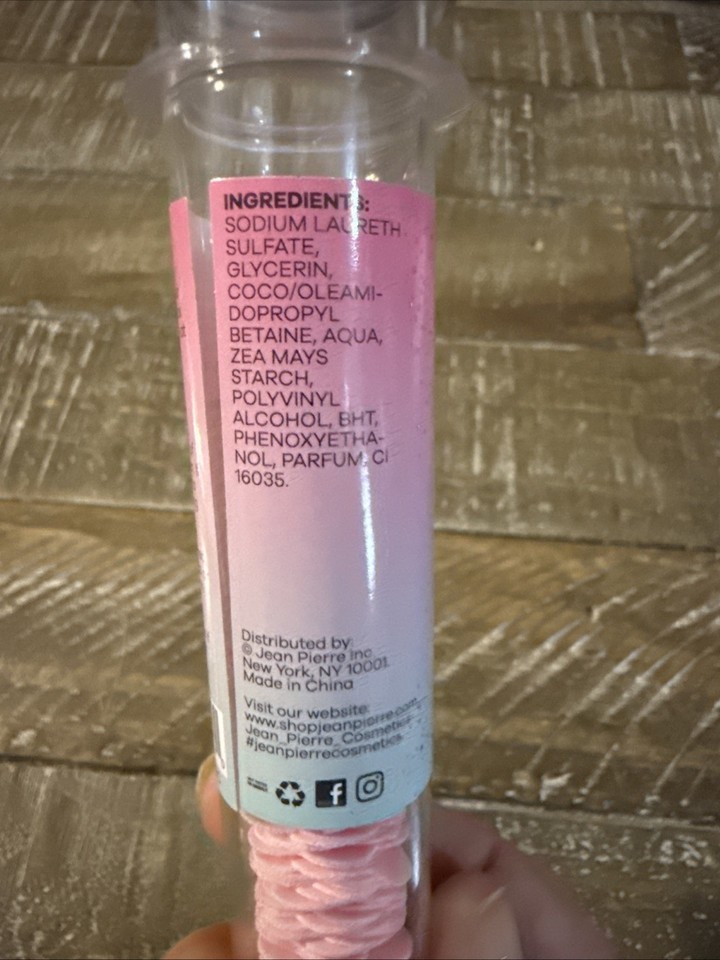 INGREDIENTS:
SODIUM LAURETH
SULFATE,
GLYCERIN,
COCO/OLEAMI-
DOPROPYL
BETAINE, AQUA,
ZEA MAYS
STARCH,
POLYVINYL
ALCOHOL, BHT,
PHENOXYETHA-
NOL, PARFUM, CI
16035.
Distributed by:
© Jean Pierre Inc
New York, NY 10001.
Made in China
Visit our website:
www.shopjeanpierre.com
Jean_Pierre_Cosmetics
#jeanpierrecosmetics